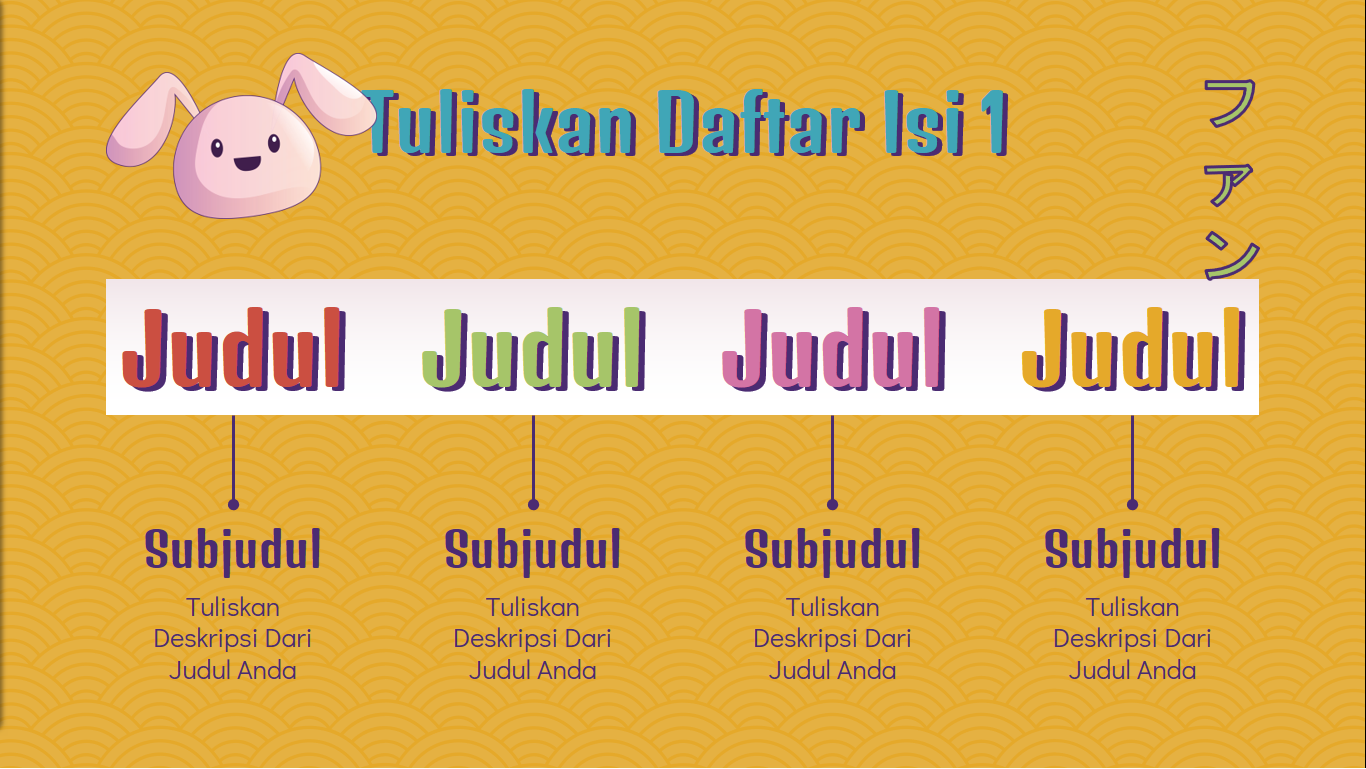 Tuliskan Daftar Isi 1
ファン
Judul Judul Judul Judul
Subjudul Subjudul Subjudul Subjudul
Tuliskan
Deskripsi Dari
Judul Anda
Tuliskan
Deskripsi Dari
Judul Anda
Tuliskan
Deskripsi Dari
Judul Anda
Tuliskan
Deskripsi Dari
Judul Anda